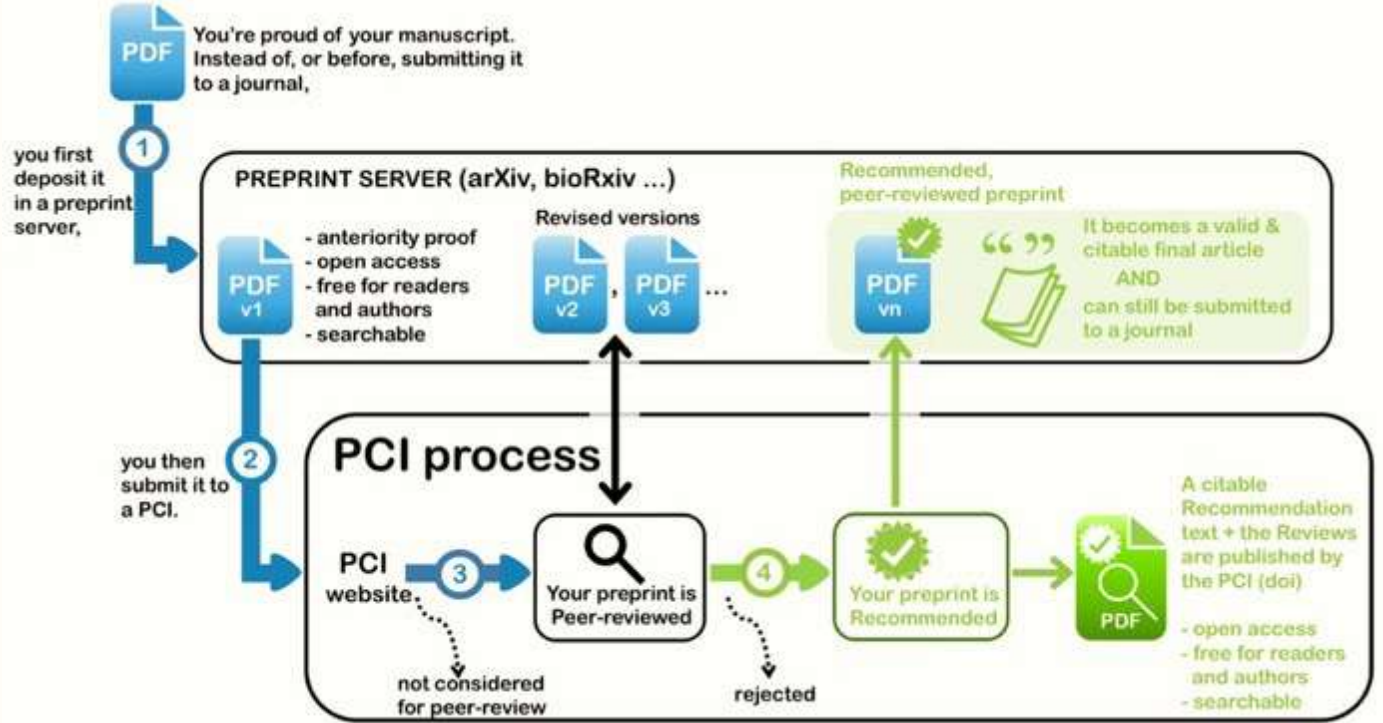 PDF
You're proud of your manuscript.
Instead of, or before, submitting it
to a journal,
1
you first
deposit it
in a preprint
server,
PREPRINT SERVER (arXiv, bioRxiv ...)
PDF
v1
- anteriority proof
- open access
- free for readers
and authors
- searchable
Revised versions
PDF
v2
,
PDF
v3
...
Recommended,
peer-reviewed preprint
PDF
vn
“ ”
It becomes a valid &
citable final article
AND
can still be submitted
to a journal
2
you then
submit it to
a PCI.
PCI process
PCI
website
3
not considered
for peer-review
Your preprint is
Peer-reviewed
4
rejected
Your preprint is
Recommended
PDF
A citable
Recommendation
text + the Reviews
are published by
the PCI (doi)
- open access
- free for readers
and authors
- searchable